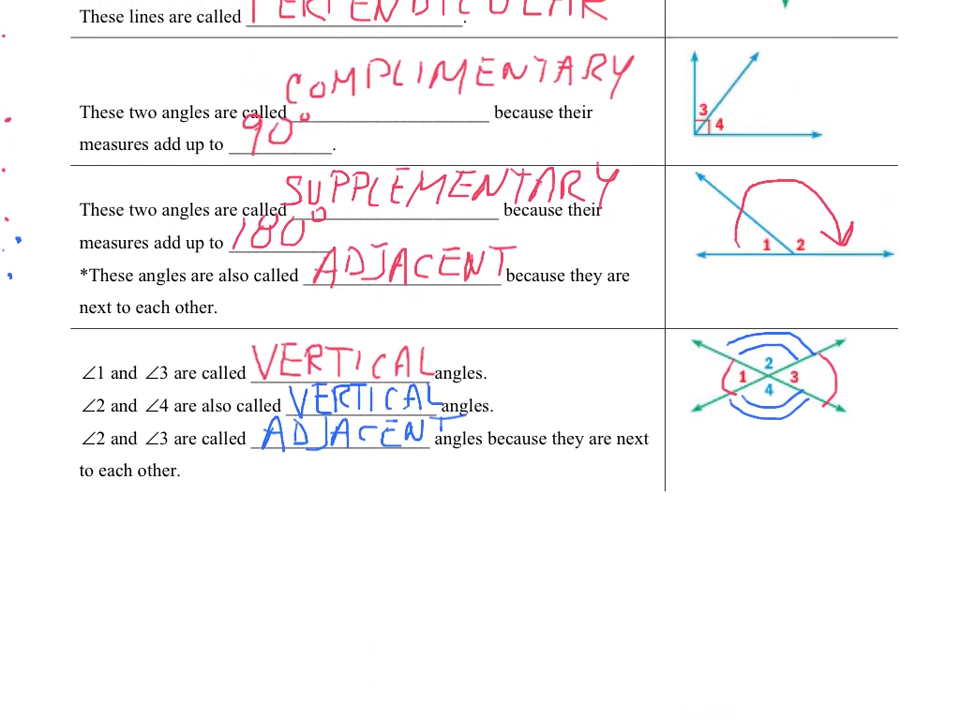 These lines are called PERPENDICULAR.
COMPLIMENTARY
These two angles are called because their
measures add up to 90°.
3
4
SUPPLEMENTARY
These two angles are called because their
measures add up to 180°
*These angles are also called ADJACENT because they are
next to each other.
1 2
∠1 and ∠3 are called VERTICAL angles.
∠2 and ∠4 are also called VERTICAL angles.
∠2 and ∠3 are called ADJACENT angles because they are next
to each other.
2
1 3
4